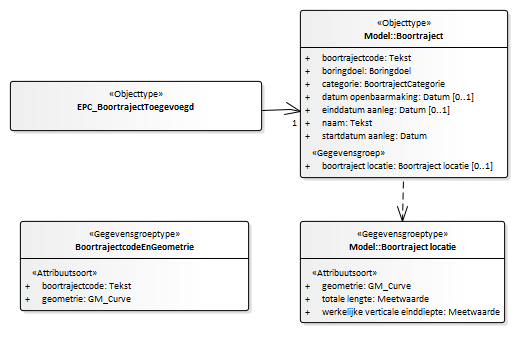 «Objecttype»
Model::Boortraject
+ boortrajectcode: Tekst
+ boringdoel: Boringdoel
+ categorie: BoortrajectCategorie
+ datum openbaarmaking: Datum [0..1]
+ einddatum aanleg: Datum [0..1]
+ naam: Tekst
+ startdatum aanleg: Datum
«Gegevensgroep»
+ boortraject locatie: Boortraject locatie [0..1]
«Objecttype»
EPC_BoortrajectToegevoegd
1
«Gegevensgroeptype»
BoortrajectcodeEnGeometrie
«Attribuutsoort»
+ boortrajectcode: Tekst
+ geometrie: GM_Curve
«Gegevensgroeptype»
Model::Boortraject locatie
«Attribuutsoort»
+ geometrie: GM_Curve
+ totale lengte: Meetwaarde
+ werkelijke verticale einddiepte: Meetwaarde